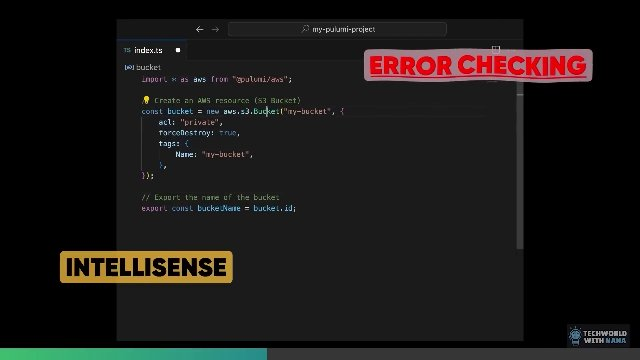 my-pulumi-project
TS index.ts
bucket
ERROR CHECKING
import * as aws from "@pulumi/aws";
Create an AWS resource (S3 Bucket)
const bucket = new aws.s3.Bucket("my-bucket", {
acl: "private",
forceDestroy: true,
tags: {
Name: "my-bucket",
},
});
// Export the name of the bucket
export const bucketName = bucket.id;
INTELLISENSE
TECHWORLD
WITH NANA